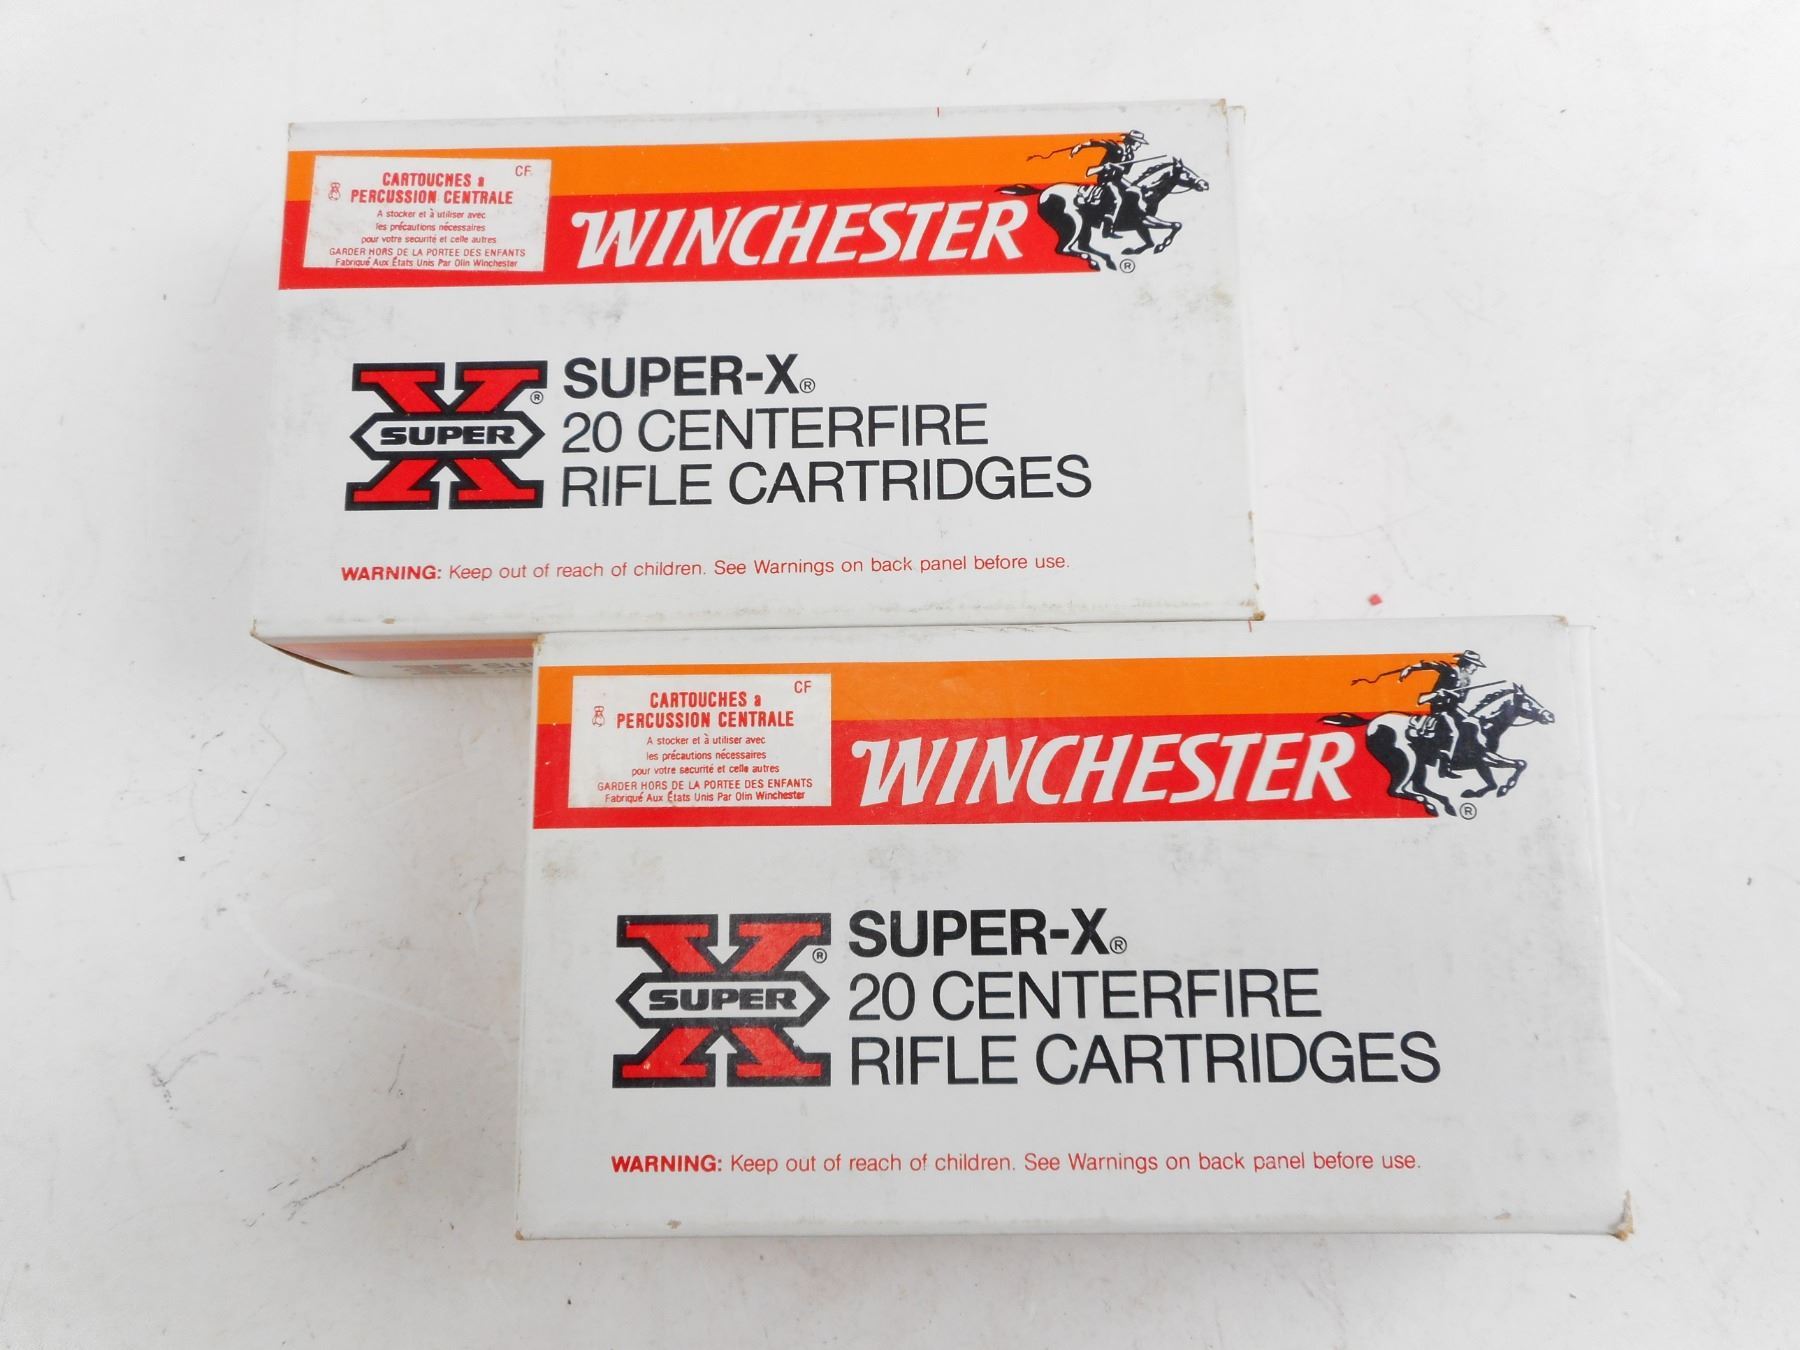 CF
CARTOUCHES a
PERCUSSION CENTRALE
A stocker et à utiliser avec
les précautions nécessaires
pour votre securité et celle autres
GARDER HORS DE LA PORTEE DES ENFANTS
Fabriqué Aux États Unis Par Olin Winchester
WINCHESTER
®
SUPER
®
SUPER-X®
20 CENTERFIRE
RIFLE CARTRIDGES
WARNING: Keep out of reach of children. See Warnings on back panel before use.
CF
CARTOUCHES a
PERCUSSION CENTRALE
A stocker et à utiliser avec
les précautions nécessaires
pour votre securité et celle autres
GARDER HORS DE LA PORTEE DES ENFANTS
Fabriqué Aux États Unis Par Olin Winchester
WINCHESTER
®
SUPER
®
SUPER-X®
20 CENTERFIRE
RIFLE CARTRIDGES
WARNING: Keep out of reach of children. See Warnings on back panel before use.